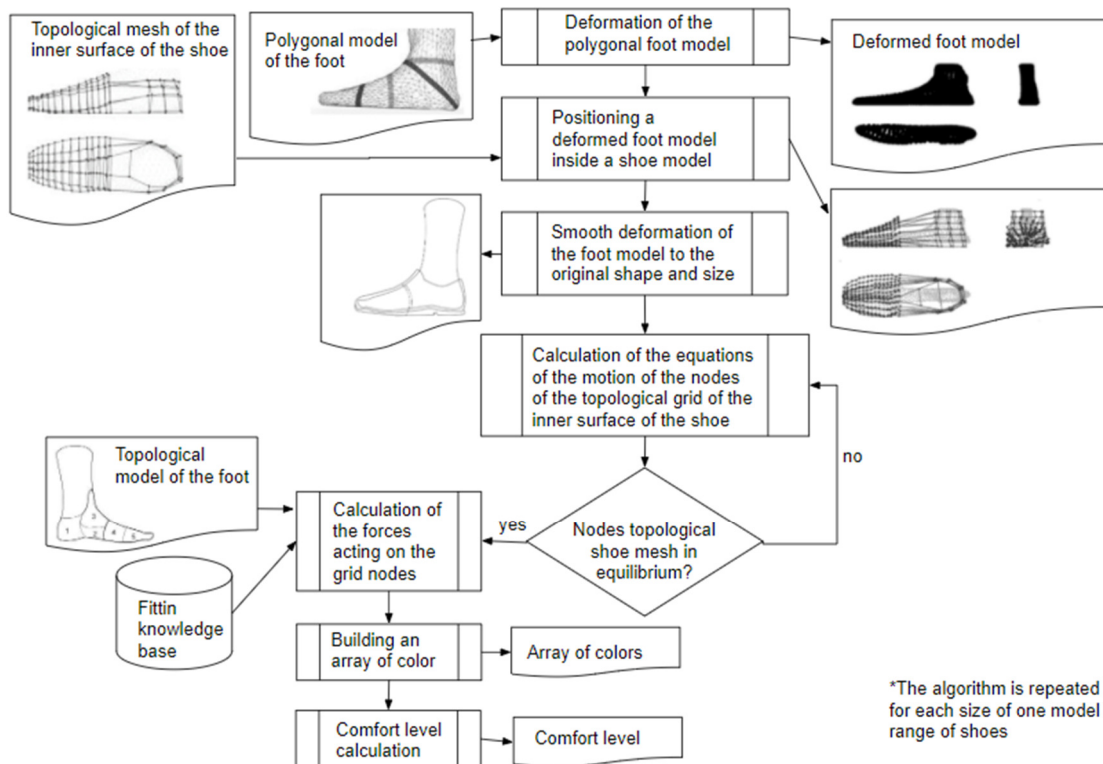 Topological mesh of the
inner surface of the shoe
Polygonal model
of the foot
Deformation of the
polygonal foot model
Deformed foot model
Positioning a
deformed foot model
inside a shoe model
Smooth deformation of
the foot model to the
original shape and size
Calculation of the equations
of the motion of the nodes
of the topological grid of the
inner surface of the shoe
no
Topological
model of the foot
1
2
3
4
5
Calculation of
the forces
acting on the
grid nodes
yes
Nodes topological
shoe mesh in
equilibrium?
Fittin
knowledge
base
Building an
array of color
Array of colors
Comfort level
calculation
Comfort level
*The algorithm is repeated
for each size of one model
range of shoes